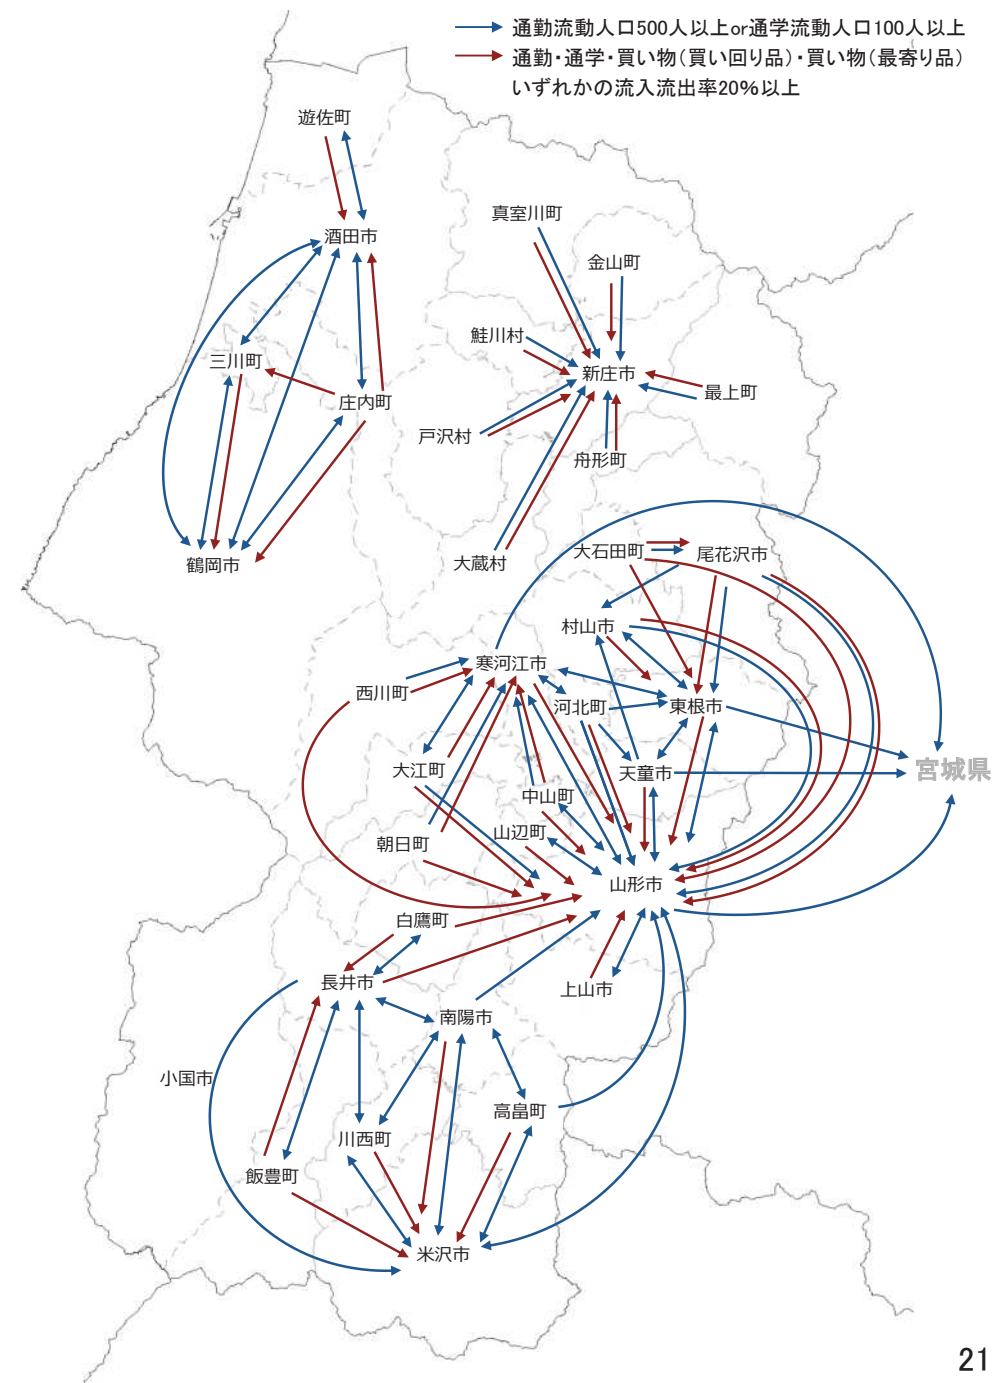 通勤流動人口500人以上or通学流動人口100人以上
通勤・通学・買い物(買い回り品)・買い物(最寄り品)
いずれかの流入流出率20%以上
遊佐町
真室川町
酒田市
金山町
鮭川村
三川町
新庄市
最上町
庄内町
戸沢村
舟形町
大石田町
尾花沢市
鶴岡市
大蔵村
村山市
寒河江市
西川町
河北町
東根市
大江町
天童市
宮城県
中山町
山辺町
朝日町
山形市
白鷹町
長井市
上山市
南陽市
小国市
高畠町
川西町
飯豊町
米沢市
21